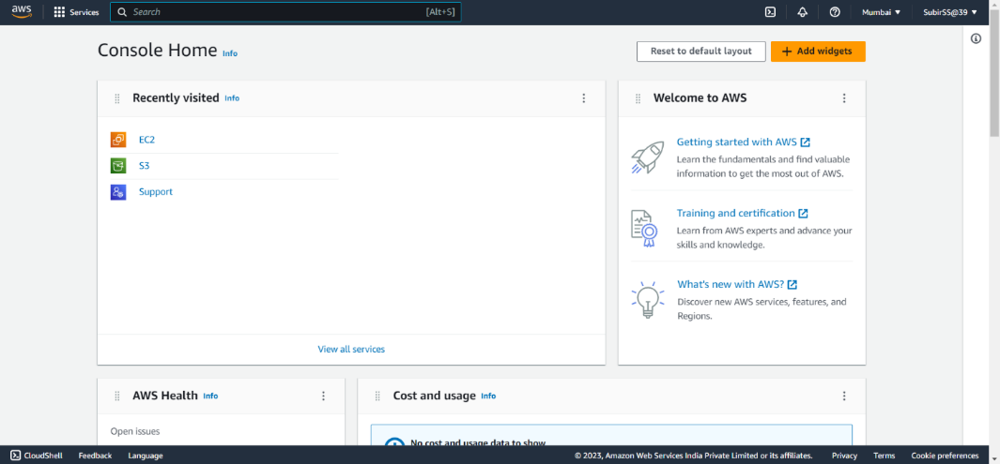 aws
Services
Search
[Alt+S]
Mumbai
SubirSS@39
Console Home
Info
Reset to default layout
Add widgets
Recently visited
Info
EC2
S3
Support
View all services
Welcome to AWS
Getting started with AWS
Learn the fundamentals and find valuable
information to get the most out of AWS.
Training and certification
Learn from AWS experts and advance your
skills and knowledge.
What's new with AWS?
Discover new AWS services, features, and
Regions.
AWS Health
Info
Open issues
Cost and usage
Info
No cost and usage data to show
CloudShell
Feedback
Language
© 2023, Amazon Web Services India Private Limited or its affiliates.
Privacy
Terms
Cookie preferences